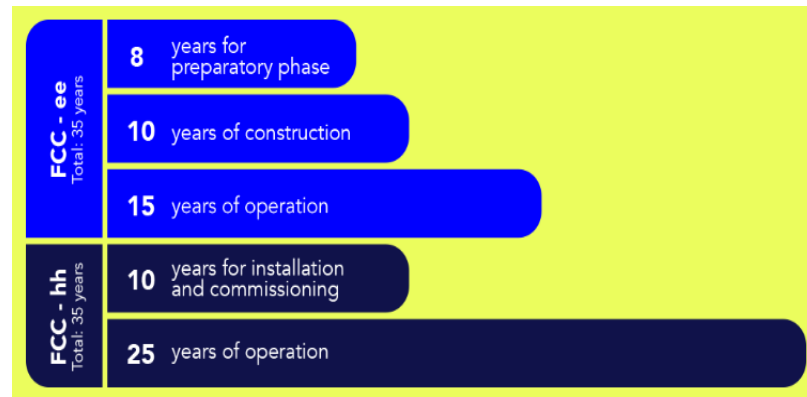 FCC - ee
Total: 35 years
8
years for
preparatory phase
10 years of construction
15 years of operation
FCC - hh
Total: 35 years
10
years for installation
and commissioning
25 years of operation